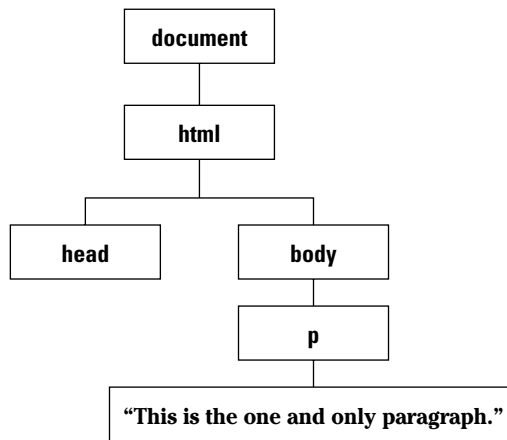 document
html
head
body
p
“This is the one and only paragraph.”